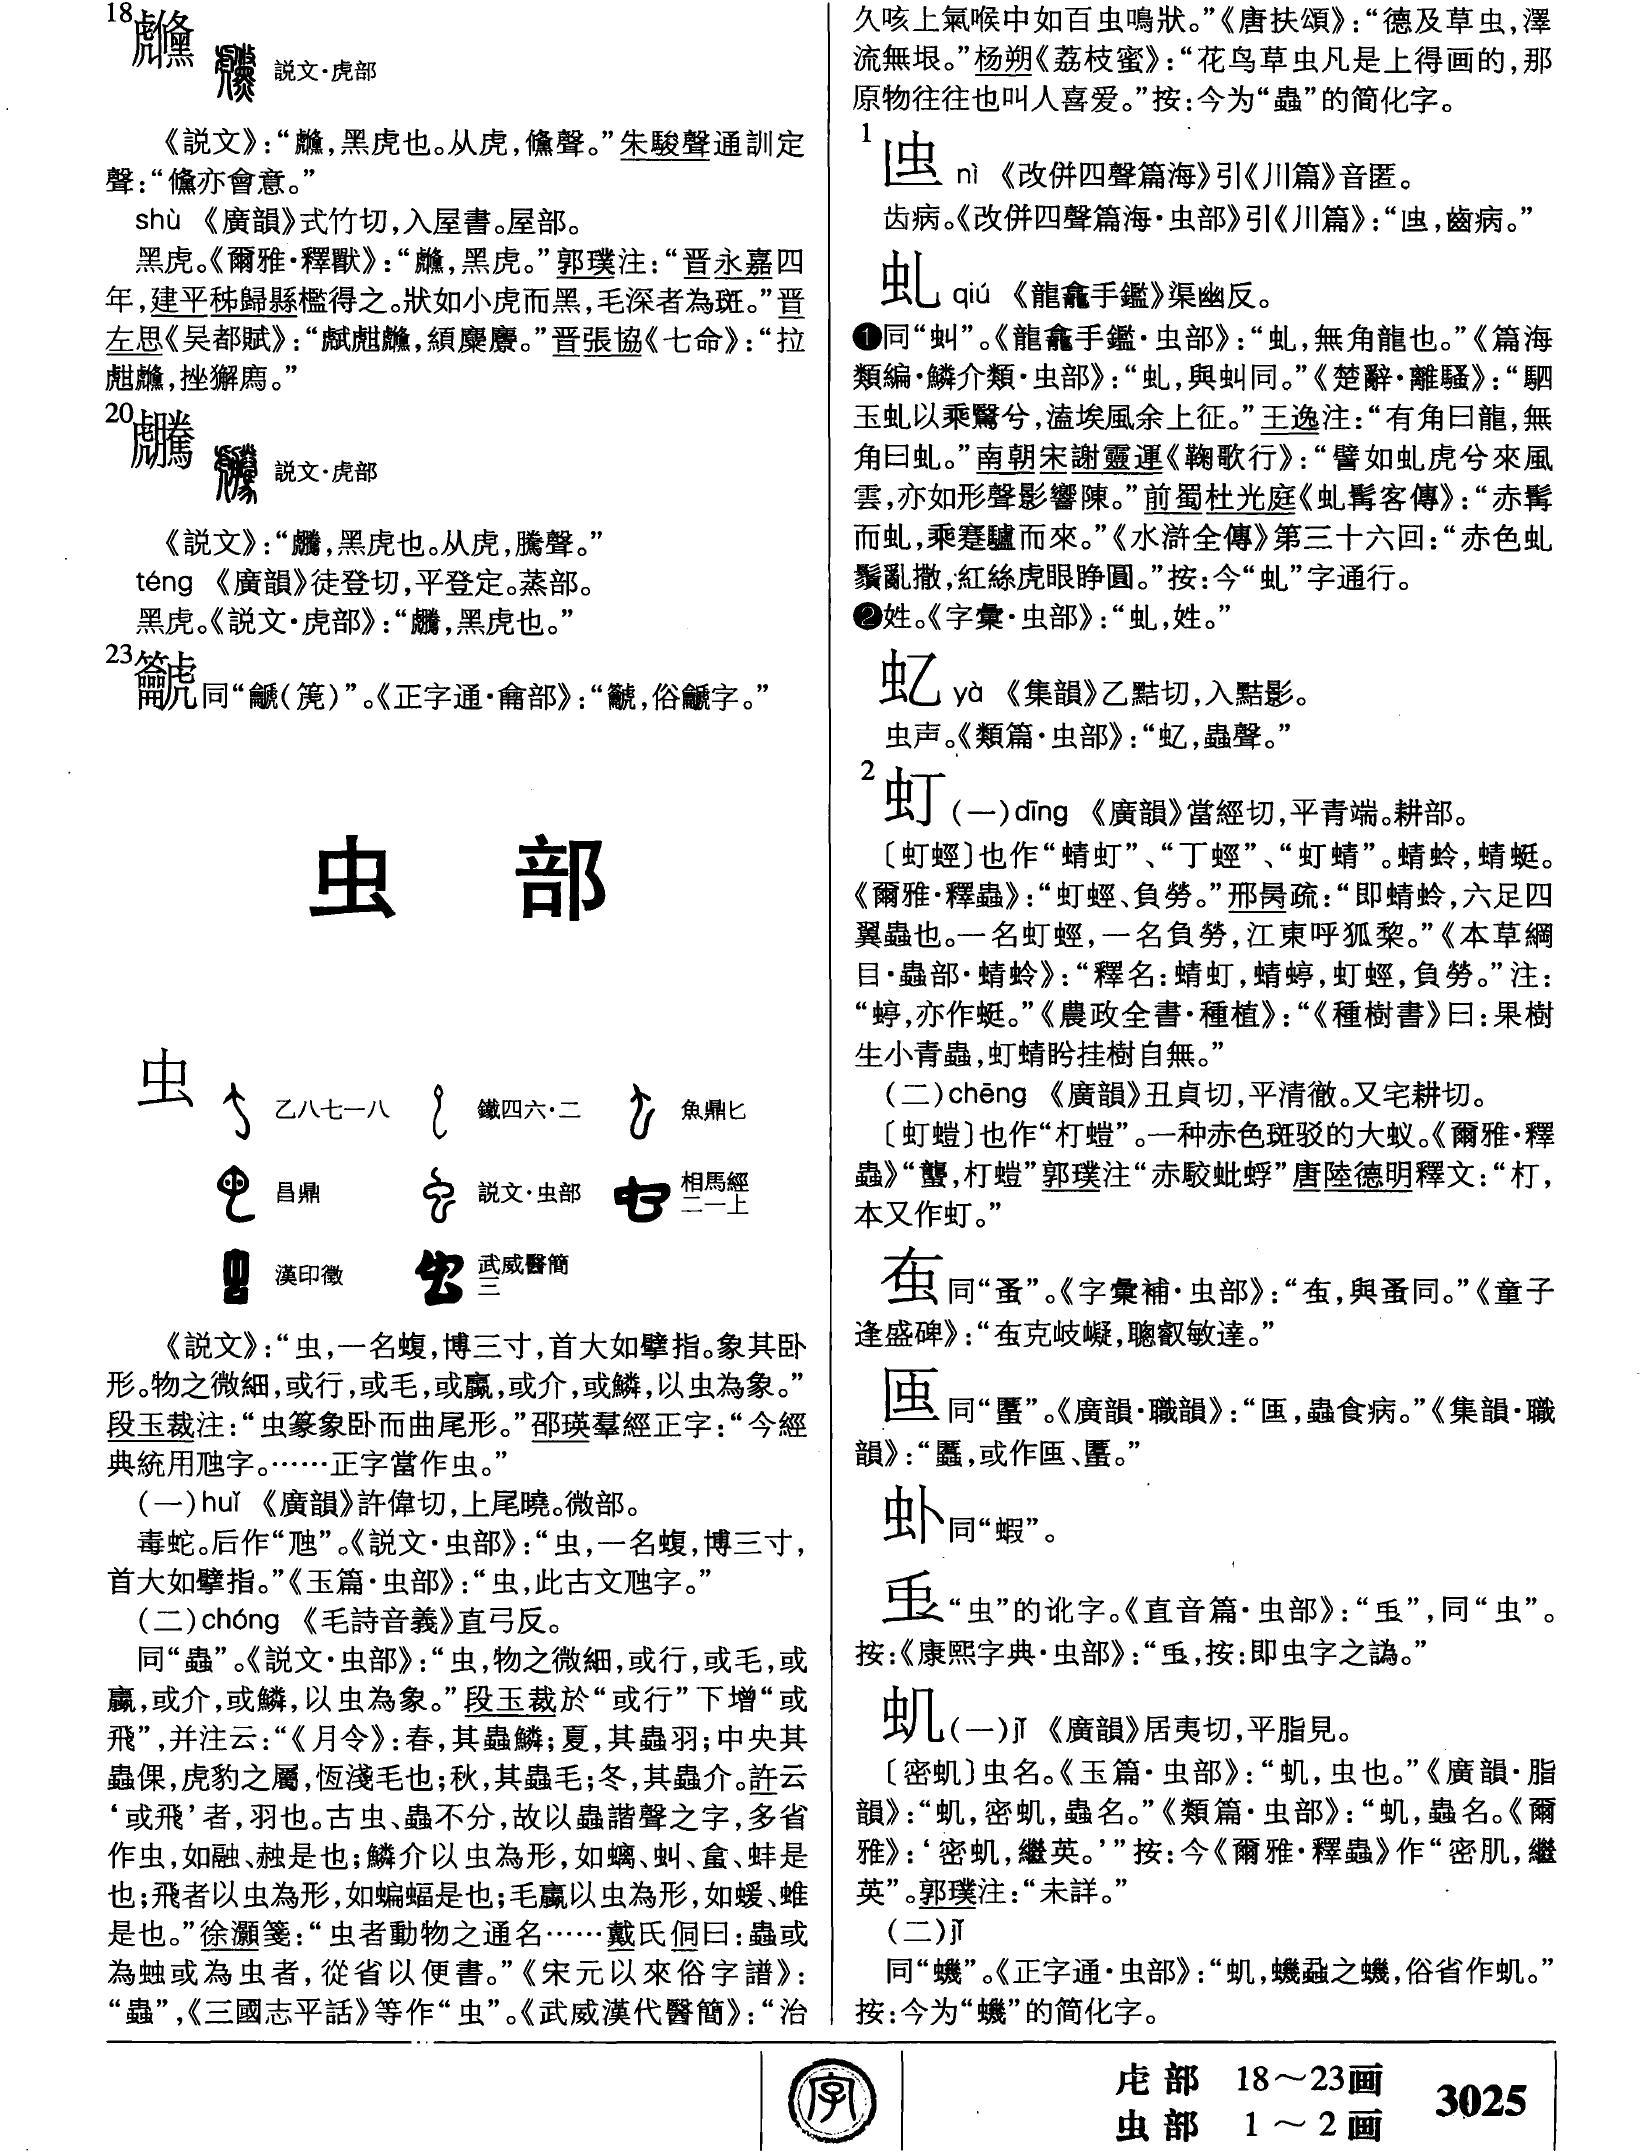 18
虪 説文·虎部
《説文》：“虪，黑虎也。从虎，儵聲。”朱駿聲通訓定
聲：“儵亦會意。”
shù 《廣韻》式竹切，入屋書。屋部。
黑虎。《爾雅·釋獸》：“虪，黑虎。”郭璞注：“晋永嘉四
年，建平秭歸縣檻得之。狀如小虎而黑，毛深者為斑。”晋
左思《吴都賦》：“甝虪，䋶麋麖。”晋張協《七命》：“拉
甝虪，挫獬廌。”
20
䲍 説文·虎部
《説文》：“，黑虎也。从虎，騰聲。”
téng 《廣韻》徒登切，平登定。蒸部。
黑虎。《説文·虎部》：“，黑虎也。”
23
同“龥(箎)”。《正字通·龠部》：“，俗字。”
虫 部
虫 乙八七一八 鐵四六·二 魚鼎匕
昌鼎 説文·虫部 相馬經
二一上
漢印徵 武威醫簡
三
《説文》：“虫，一名蝮，博三寸，首大如擘指。象其卧
形。物之微細，或行，或毛，或蠃，或介，或鱗，以虫為象。”
段玉裁注：“虫篆象卧而曲尾形。”邵瑛羣經正字：“今經
典統用虺字。……正字當作虫。”
(一)huǐ 《廣韻》許偉切，上尾曉。微部。
毒蛇。后作“虺”。《説文·虫部》：“虫，一名蝮，博三寸，
首大如擘指。”《玉篇·虫部》：“虫，此古文虺字。”
(二)chóng 《毛詩音義》直弓反。
同“蟲”。《説文·虫部》：“虫，物之微細，或行，或毛，或
蠃，或介，或鱗，以虫為象。”段玉裁於“或行”下增“或
飛”，并注云：“《月令》：春，其蟲鱗；夏，其蟲羽；中央其
蟲倮，虎豹之屬，恆淺毛也；秋，其蟲毛；冬，其蟲介。許云
‘或飛’者，羽也。古虫、蟲不分，故以蟲諧聲之字，多省
作虫，如融、赨是也；鱗介以虫為形，如螭、虯、䖬、蚌是
也；飛者以虫為形，如蝙蝠是也；毛蠃以虫為形，如蝯、蜼
是也。”徐灝箋：“虫者動物之通名……戴氏侗曰：蟲或
為䖵或為虫者，從省以便書。”《宋元以來俗字譜》：
“蟲”，《三國志平話》等作“虫”。《武威漢代醫簡》：“治
久咳上氣喉中如百虫鳴狀。”《唐扶頌》：“德及草虫，澤
流無垠。”杨朔《荔枝蜜》：“花鸟草虫凡是上得画的，那
原物往往也叫人喜爱。”按：今为“蟲”的简化字。
1
 nì 《改併四聲篇海》引《川篇》音匿。
齿病。《改併四聲篇海·虫部》引《川篇》：“，齒病。”
虬 qiú 《龍龕手鑑》渠幽反。
❶同“虯”。《龍龕手鑑·虫部》：“虬，無角龍也。”《篇海
類編·鱗介類·虫部》：“虬，與虯同。”《楚辭·離騷》：“駟
玉虬以乘鷖兮，溘埃風余上征。”王逸注：“有角曰龍，無
角曰虬。”南朝宋謝靈運《鞠歌行》：“譬如虬虎兮來風
雲，亦如形聲影響陳。”前蜀杜光庭《虬髯客傳》：“赤髯
而虬，乘蹇驢而來。”《水滸全傳》第三十六回：“赤色虬
鬚亂撒，紅絲虎眼睁圓。”按：今“虬”字通行。
❷姓。《字彙·虫部》：“虬，姓。”
䖝 yà 《集韻》乙黠切，入黠影。
虫声。《類篇·虫部》：“，蟲聲。”
2
虰 (一)dīng 《廣韻》當經切，平青端。耕部。
〔虰蛵〕也作“蜻虰”、“丁蛵”、“虰蜻”。蜻蛉，蜻蜓。
《爾雅·釋蟲》：“虰蛵、負勞。”邢昺疏：“即蜻蛉，六足四
翼蟲也。一名虰蛵，一名負勞，江東呼狐棃。”《本草綱
目·蟲部·蜻蛉》：“釋名：蜻虰，蜻蝏，虰蛵，負勞。”注：
“蝏，亦作蜓。”《農政全書·種植》：“《種樹書》曰：果樹
生小青蟲，虰蜻昐挂樹自無。”
(二)chēng 《廣韻》丑貞切，平清徹。又宅耕切。
〔虰螘〕也作“朾螘”。一种赤色斑驳的大蚁。《爾雅·釋
蟲》“蠪，朾螘”郭璞注“赤駮蚍蜉”唐陸德明釋文：“朾，
本又作虰。”
同“蚤”。《字彙補·虫部》：“，與蚤同。”《童子
逢盛碑》：“克岐嶷，聰叡敏達。”
同“蟨”。《廣韻·職韻》：“，蟲食病。”《集韻·職
韻》：“，或作、。”
虲 同“蝦”。
䖝 “虫”的讹字。《直音篇·虫部》：“”，同“虫”。
按：《康熙字典·虫部》：“，按：即虫字之譌。”
虮 (一)jī 《廣韻》居夷切，平脂見。
〔密虮〕虫名。《玉篇·虫部》：“虮，虫也。”《廣韻·脂
韻》：“虮，密虮，蟲名。”《類篇·虫部》：“虮，蟲名。《爾
雅》：‘密虮，繼英。’”按：今《爾雅·釋蟲》作“密肌，繼
英”。郭璞注：“未詳。”
(二)jǐ
同“蟣”。《正字通·虫部》：“虮，蟣蝨之蟣，俗省作虮。”
按：今为“蟣”的简化字。
字
虍部 18～23画
虫部 1～2画
3025